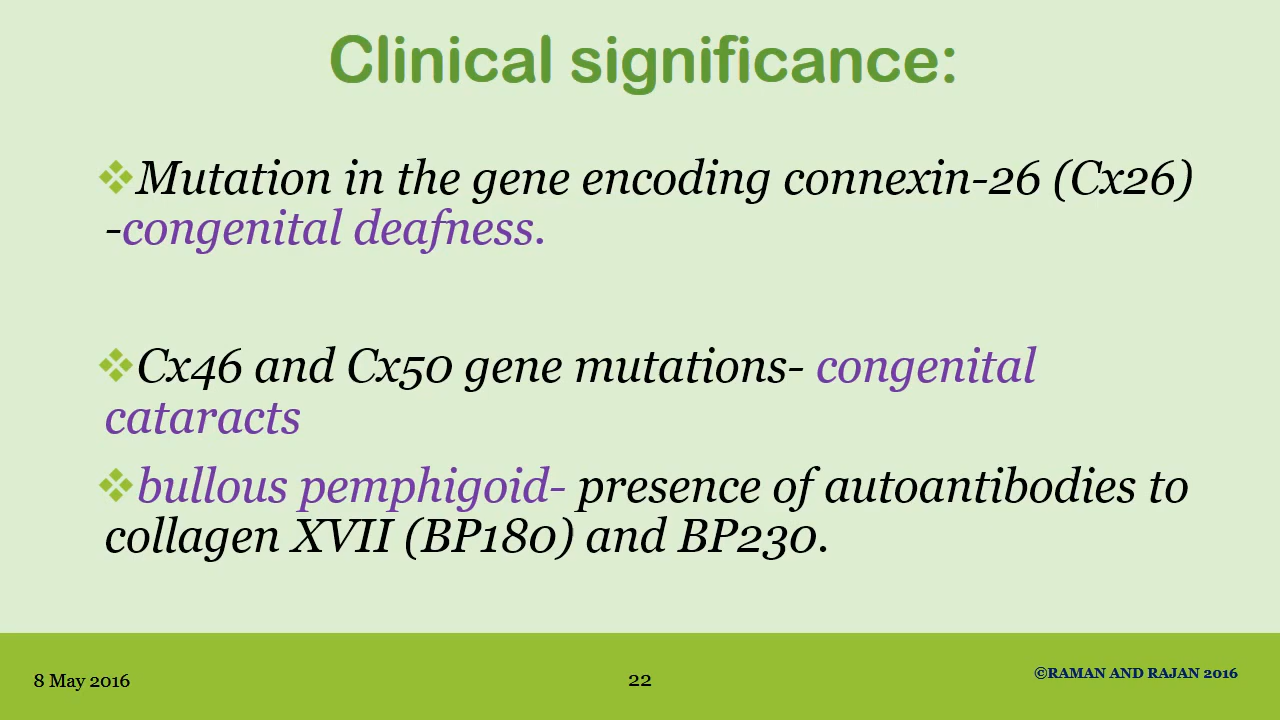 Clinical significance:
❖Mutation in the gene encoding connexin-26 (Cx26)
-congenital deafness.
❖Cx46 and Cx50 gene mutations- congenital
cataracts
❖bullous pemphigoid- presence of autoantibodies to
collagen XVII (BP180) and BP230.
8 May 2016
22
©RAMAN AND RAJAN 2016